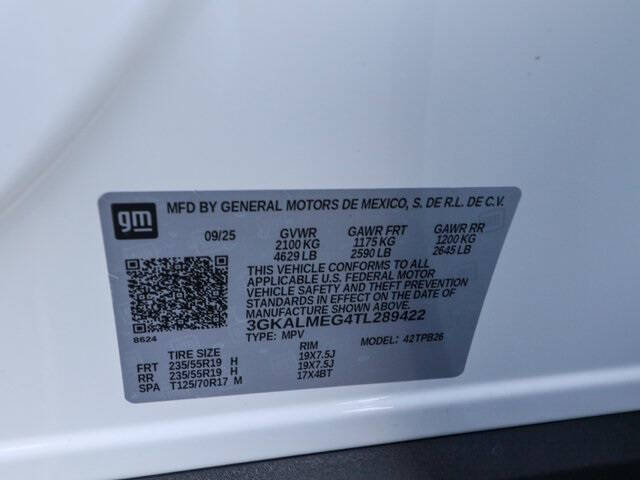 gm
MFD BY GENERAL MOTORS DE MEXICO, S. DE R.L. DE C.V.
09/25 GVWR GAWR FRT GAWR RR
2100 KG 1175 KG 1200 KG
4629 LB 2590 LB 2645 LB
THIS VEHICLE CONFORMS TO ALL
APPLICABLE U.S. FEDERAL MOTOR
VEHICLE SAFETY AND THEFT PREVENTION
STANDARDS IN EFFECT ON THE DATE OF
MANUFACTURE SHOWN ABOVE.
3GKALMEG4TL289422
8624
TYPE: MPV MODEL: 42TPB26
TIRE SIZE RIM
FRT 235/55R19 H 19X7.5J
RR 235/55R19 H 19X7.5J
SPA T125/70R17 M 17X4BT